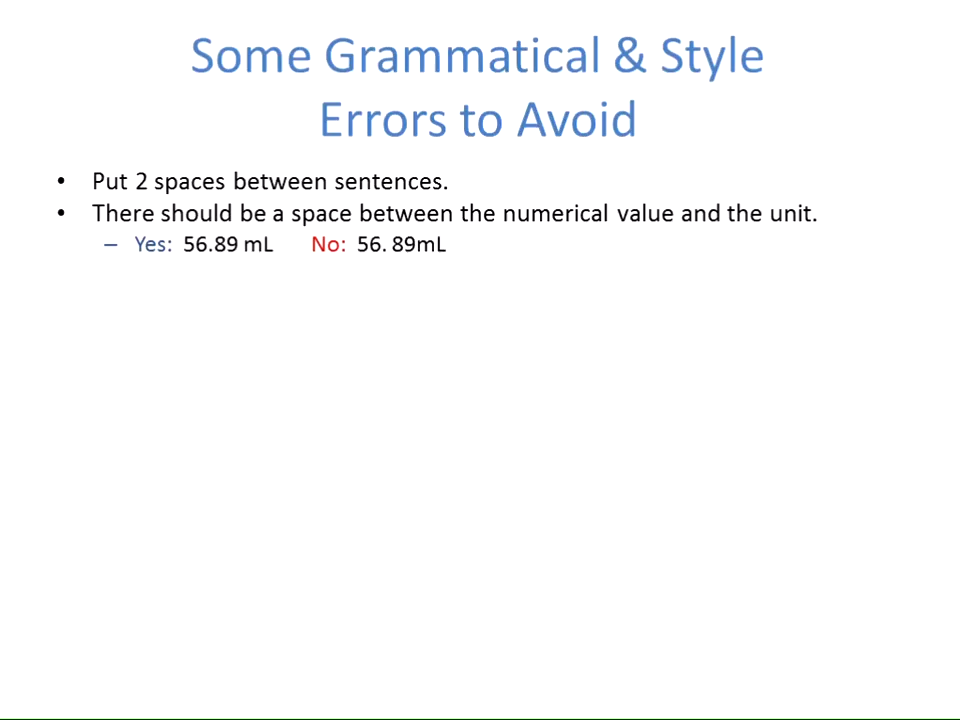 Some Grammatical & Style
Errors to Avoid
• Put 2 spaces between sentences.
• There should be a space between the numerical value and the unit.
– Yes: 56.89 mL No: 56. 89mL